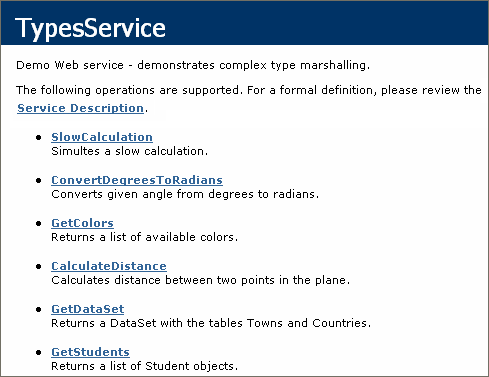 TypesService
Demo Web service - demonstrates complex type marshalling.
The following operations are supported. For a formal definition, please review the
Service Description.
SlowCalculation
Simultes a slow calculation.
ConvertDegreesToRadians
Converts given angle from degrees to radians.
GetColors
Returns a list of available colors.
CalculateDistance
Calculates distance between two points in the plane.
GetDataSet
Returns a DataSet with the tables Towns and Countries.
GetStudents
Returns a list of Student objects.